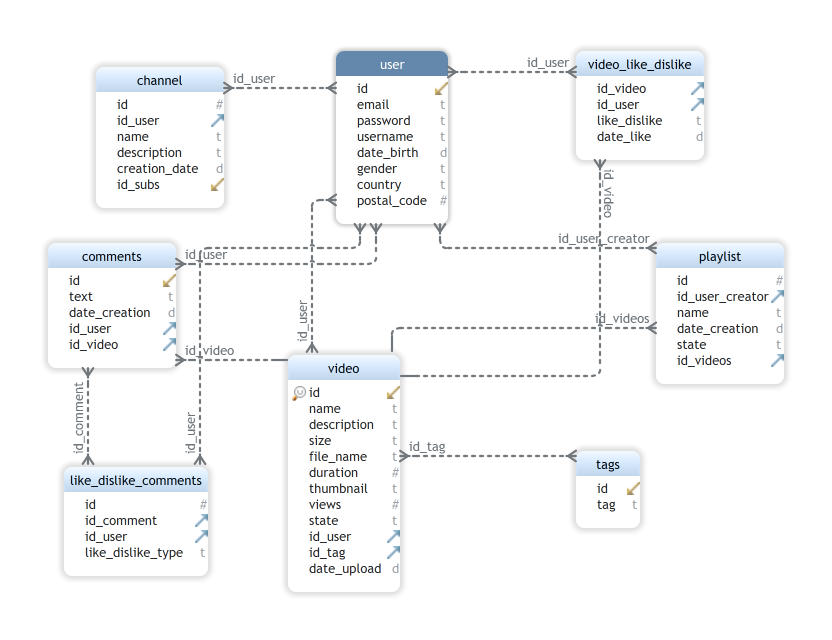 channel
id #
id_user
name t
description t
creation_date d
id_subs
id_user
user
id
email t
password t
username t
date_birth d
gender t
country t
postal_code #
id_user
video_like_dislike
id_video
id_user
like_dislike t
date_like d
id_video
comments
id
text t
date_creation d
id_user
id_video
id_user
id_video
id_user
id_user_creator
playlist
id #
id_user_creator
name t
date_creation d
state t
id_videos
id_videos
id_comment
id_user
like_dislike_comments
id #
id_comment
id_user
like_dislike_type t
video
id
name t
description t
size t
file_name t
duration #
thumbnail t
views #
state t
id_user
id_tag
date_upload d
id_tag
tags
id
tag t